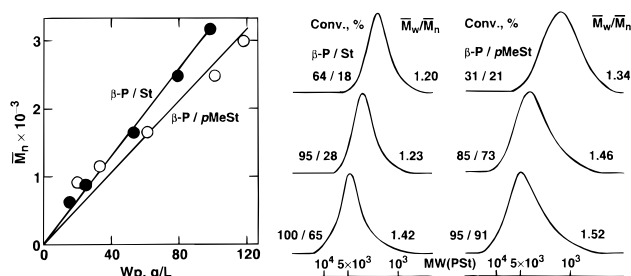 3
2
1
0
M̄n × 10⁻³
0 40 80 120
Wp, g/L
β-P / St
β-P / pMeSt
Conv., % M̄w/M̄n
β-P / St
64 / 18 1.20
95 / 28 1.23
100 / 65 1.42
10⁴ 5×10³ 10³
Conv., % M̄w/M̄n
β-P / pMeSt
31 / 21 1.34
85 / 73 1.46
95 / 91 1.52
MW(PSt) 10⁴ 5×10³ 10³